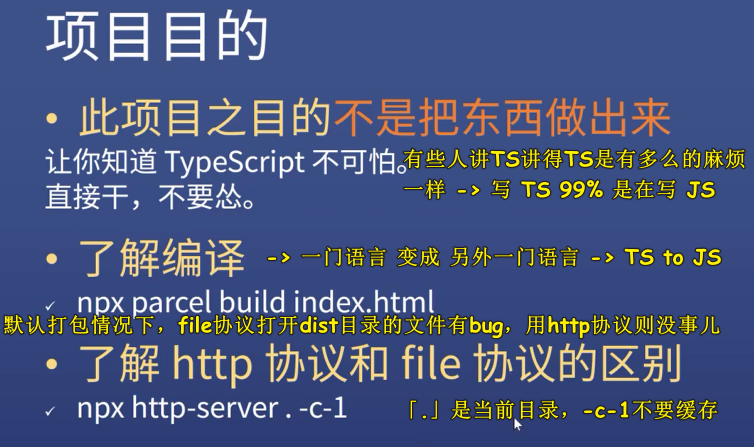 项目目的
• 此项目之目的不是把东西做出来
让你知道 TypeScript 不可怕。有些人讲TS讲得TS是有多么的麻烦
直接干，不要怂。 一样 -> 写 TS 99% 是在写 JS
• 了解编译 -> 一门语言 变成 另外一门语言 -> TS to JS
✓ npx parcel build index.html
默认打包情况下，file协议打开dist目录的文件有bug，用http协议则没事儿
• 了解 http 协议和 file 协议的区别
✓ npx http-server . -c-1 「.」是当前目录，-c-1不要缓存